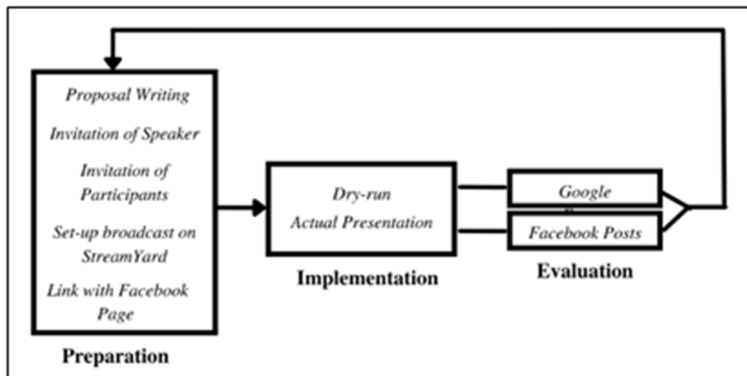 Proposal Writing
Invitation of Speaker
Invitation of
Participants
Set-up broadcast on
StreamYard
Link with Facebook
Page
Preparation
Dry-run
Actual Presentation
Implementation
Google
Facebook Posts
Evaluation